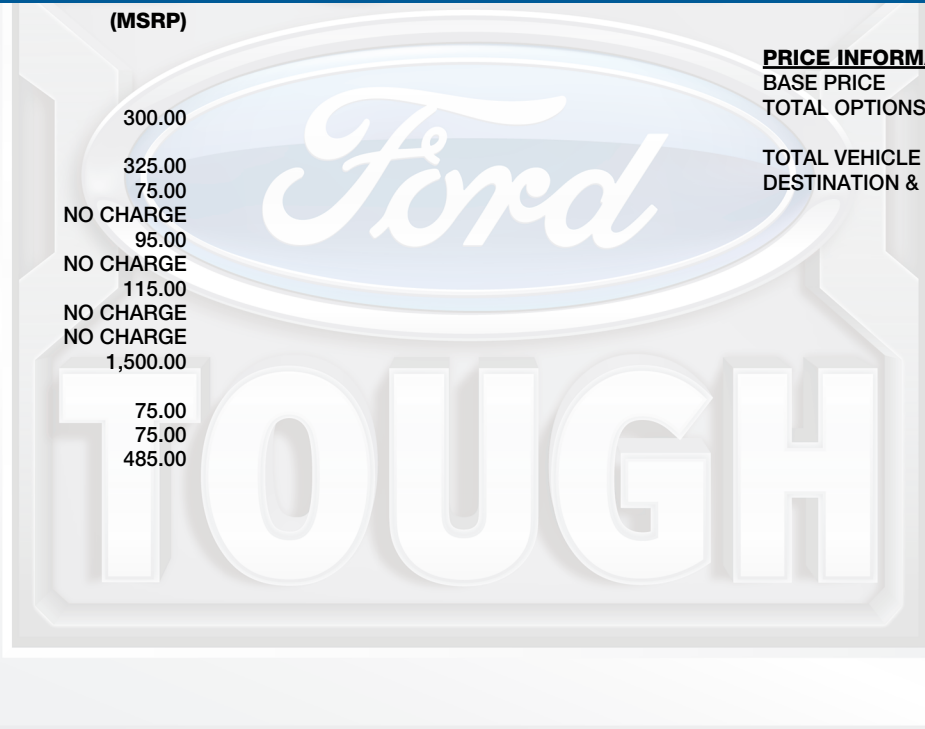 (MSRP)
300.00
325.00
75.00
NO CHARGE
95.00
NO CHARGE
115.00
NO CHARGE
NO CHARGE
1,500.00
75.00
75.00
485.00
PRICE INFORMA
BASE PRICE
TOTAL OPTIONS
TOTAL VEHICLE
DESTINATION &
Ford
TOUGH